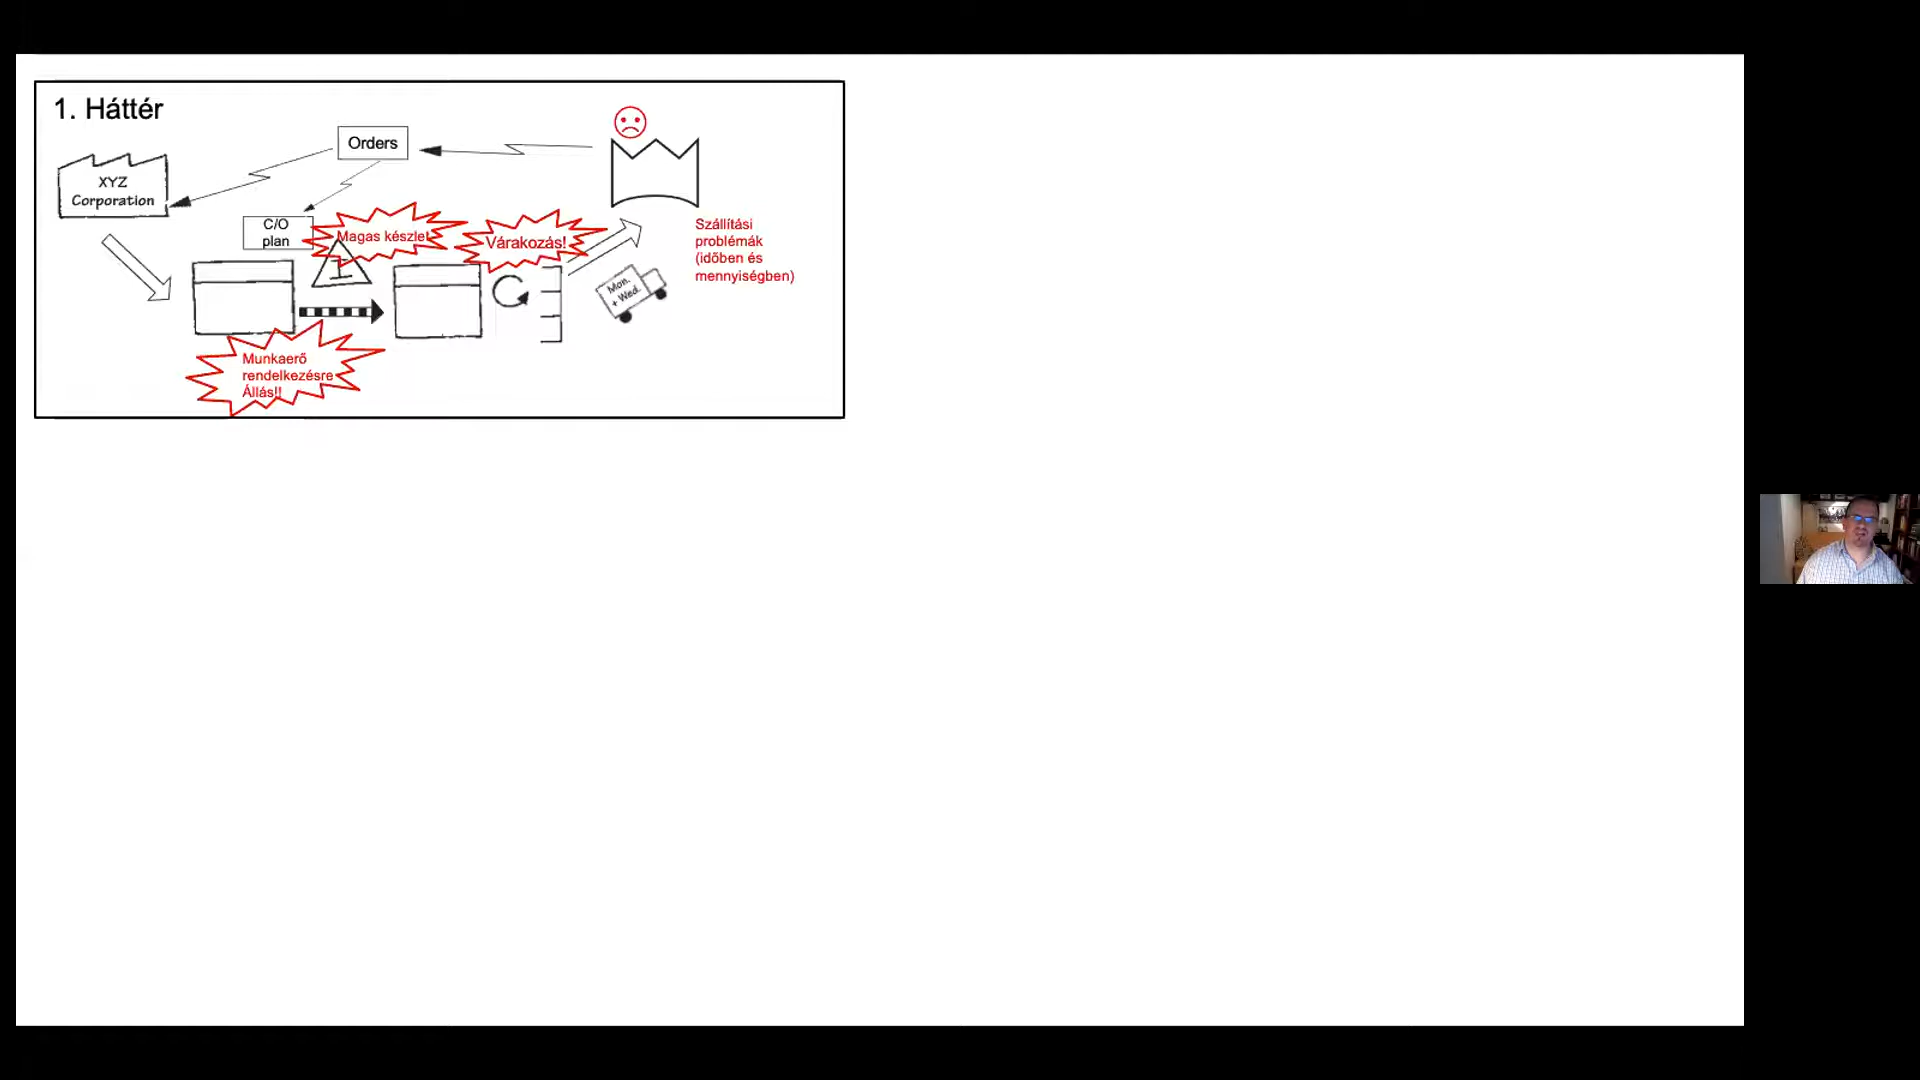 1. Háttér
Orders
XYZ
Corporation
C/O
plan
Magas készlet
Várakozás!
Szállítási
problémák
(időben és
mennyiségben)
I
Mon.
+ Wed.
Munkaerő
rendelkezésre
Állás!!